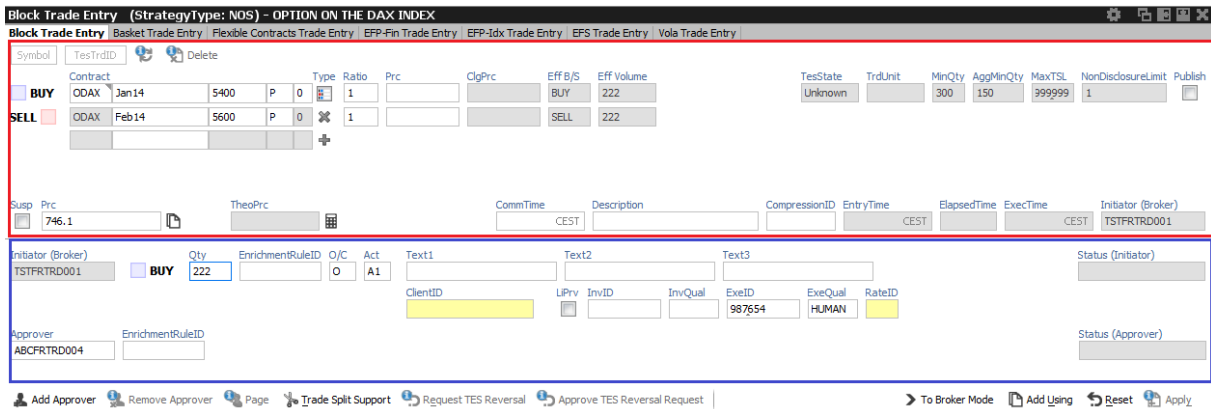 Block Trade Entry (StrategyType: NOS) - OPTION ON THE DAX INDEX
Block Trade Entry Basket Trade Entry Flexible Contracts Trade Entry EFP-Fin Trade Entry EFP-Idx Trade Entry EFS Trade Entry Vola Trade Entry
Symbol TesTrdID Delete
Contract Type Ratio Prc ClgPrc Eff B/S Eff Volume TesState TrdUnit MinQty AggMinQty MaxTSL NonDisclosureLimit Publish
BUY ODAX Jan14 5400 P 0 1 BUY 222 Unknown 300 150 999999 1
SELL ODAX Feb14 5600 P 0 1 SELL 222
Susp Prc TheoPrc CommTime Description CompressionID EntryTime ElapsedTime ExecTime Initiator (Broker)
746.1 CEST CEST CEST TSTFRTRD001
Initiator (Broker) Qty EnrichmentRuleID O/C Act Text1 Text2 Text3 Status (Initiator)
TSTFRTRD001 BUY 222 O A1
ClientID LiPrv InvID InvQual ExeID ExeQual RateID
987654 HUMAN
Approver EnrichmentRuleID Status (Approver)
ABCFRTRD004
Add Approver Remove Approver Page Trade Split Support Request TES Reversal Approve TES Reversal Request To Broker Mode Add Using Reset Apply